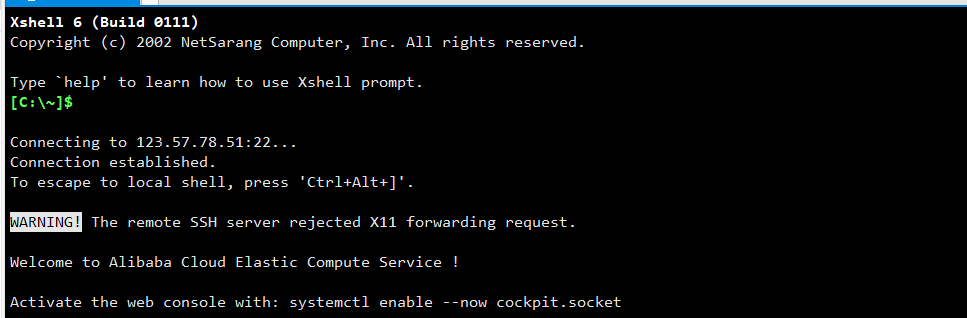 Xshell 6 (Build 0111)
Copyright (c) 2002 NetSarang Computer, Inc. All rights reserved.
Type `help' to learn how to use Xshell prompt.
[C:\~]$
Connecting to 123.57.78.51:22...
Connection established.
To escape to local shell, press 'Ctrl+Alt+]'.
WARNING! The remote SSH server rejected X11 forwarding request.
Welcome to Alibaba Cloud Elastic Compute Service !
Activate the web console with: systemctl enable --now cockpit.socket